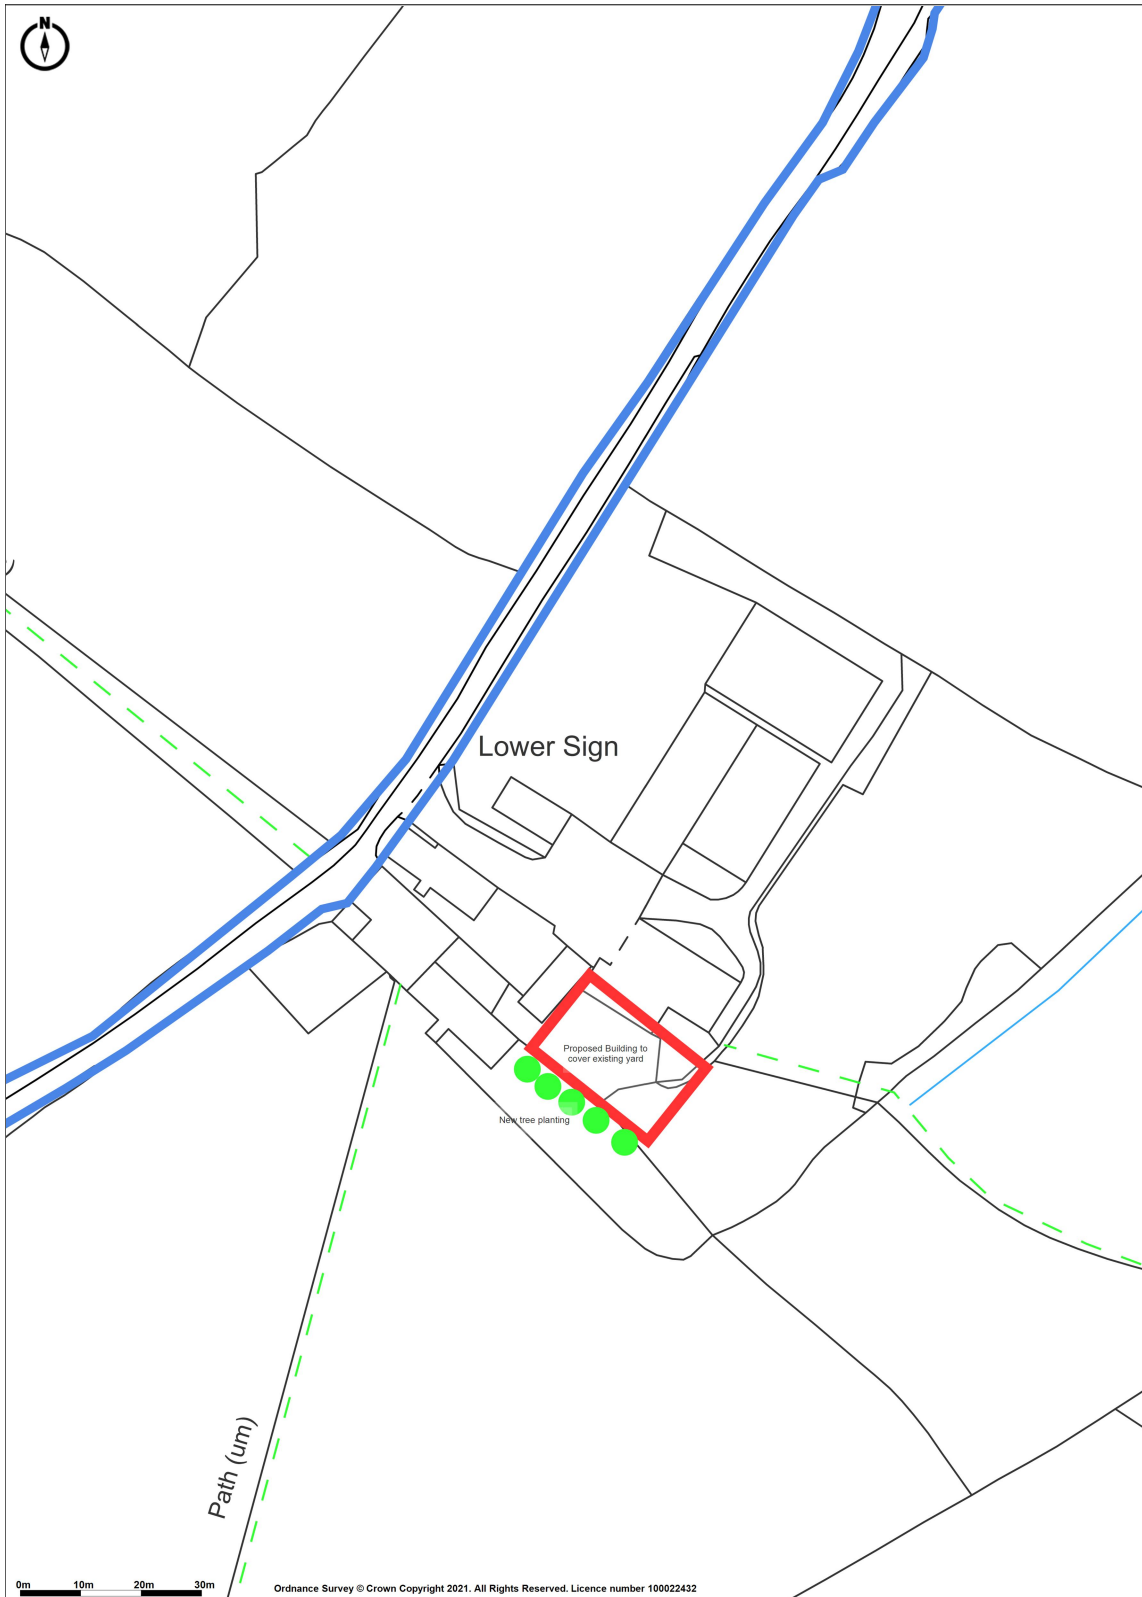 N
Lower Sign
Proposed Building to
cover existing yard
New tree planting
Path (um)
0m 10m 20m 30m
Ordnance Survey © Crown Copyright 2021. All Rights Reserved. Licence number 100022432